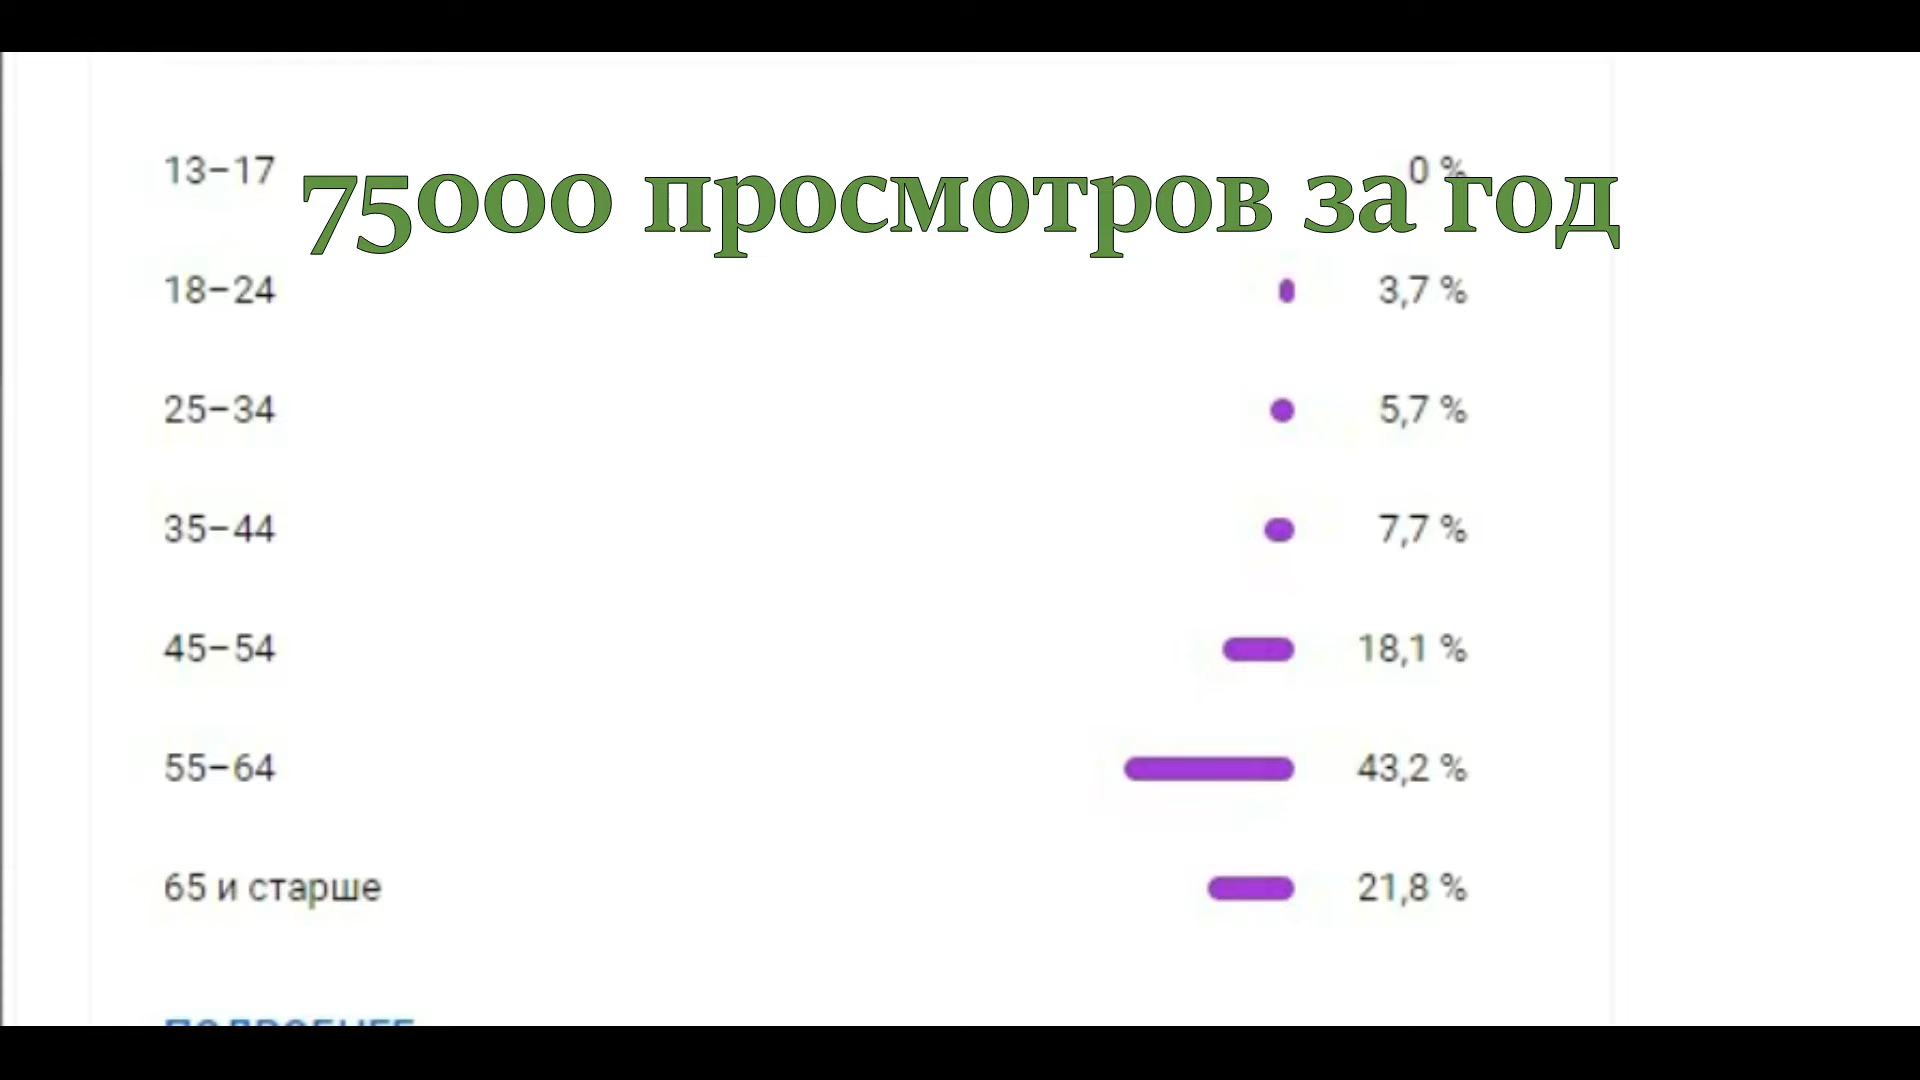 75000 просмотров за год
13–17 0 %
18–24 3,7 %
25–34 5,7 %
35–44 7,7 %
45–54 18,1 %
55–64 43,2 %
65 и старше 21,8 %
ПОДРОБНЕЕ